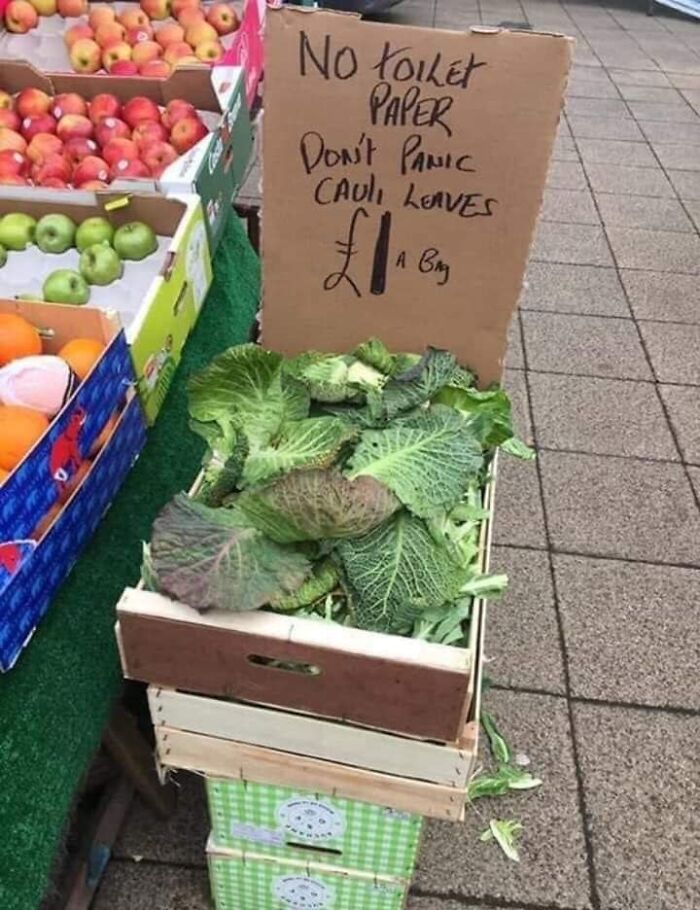 No toilet
PAPER
Don't Panic
CAULI LEAVES
£1 A Bag